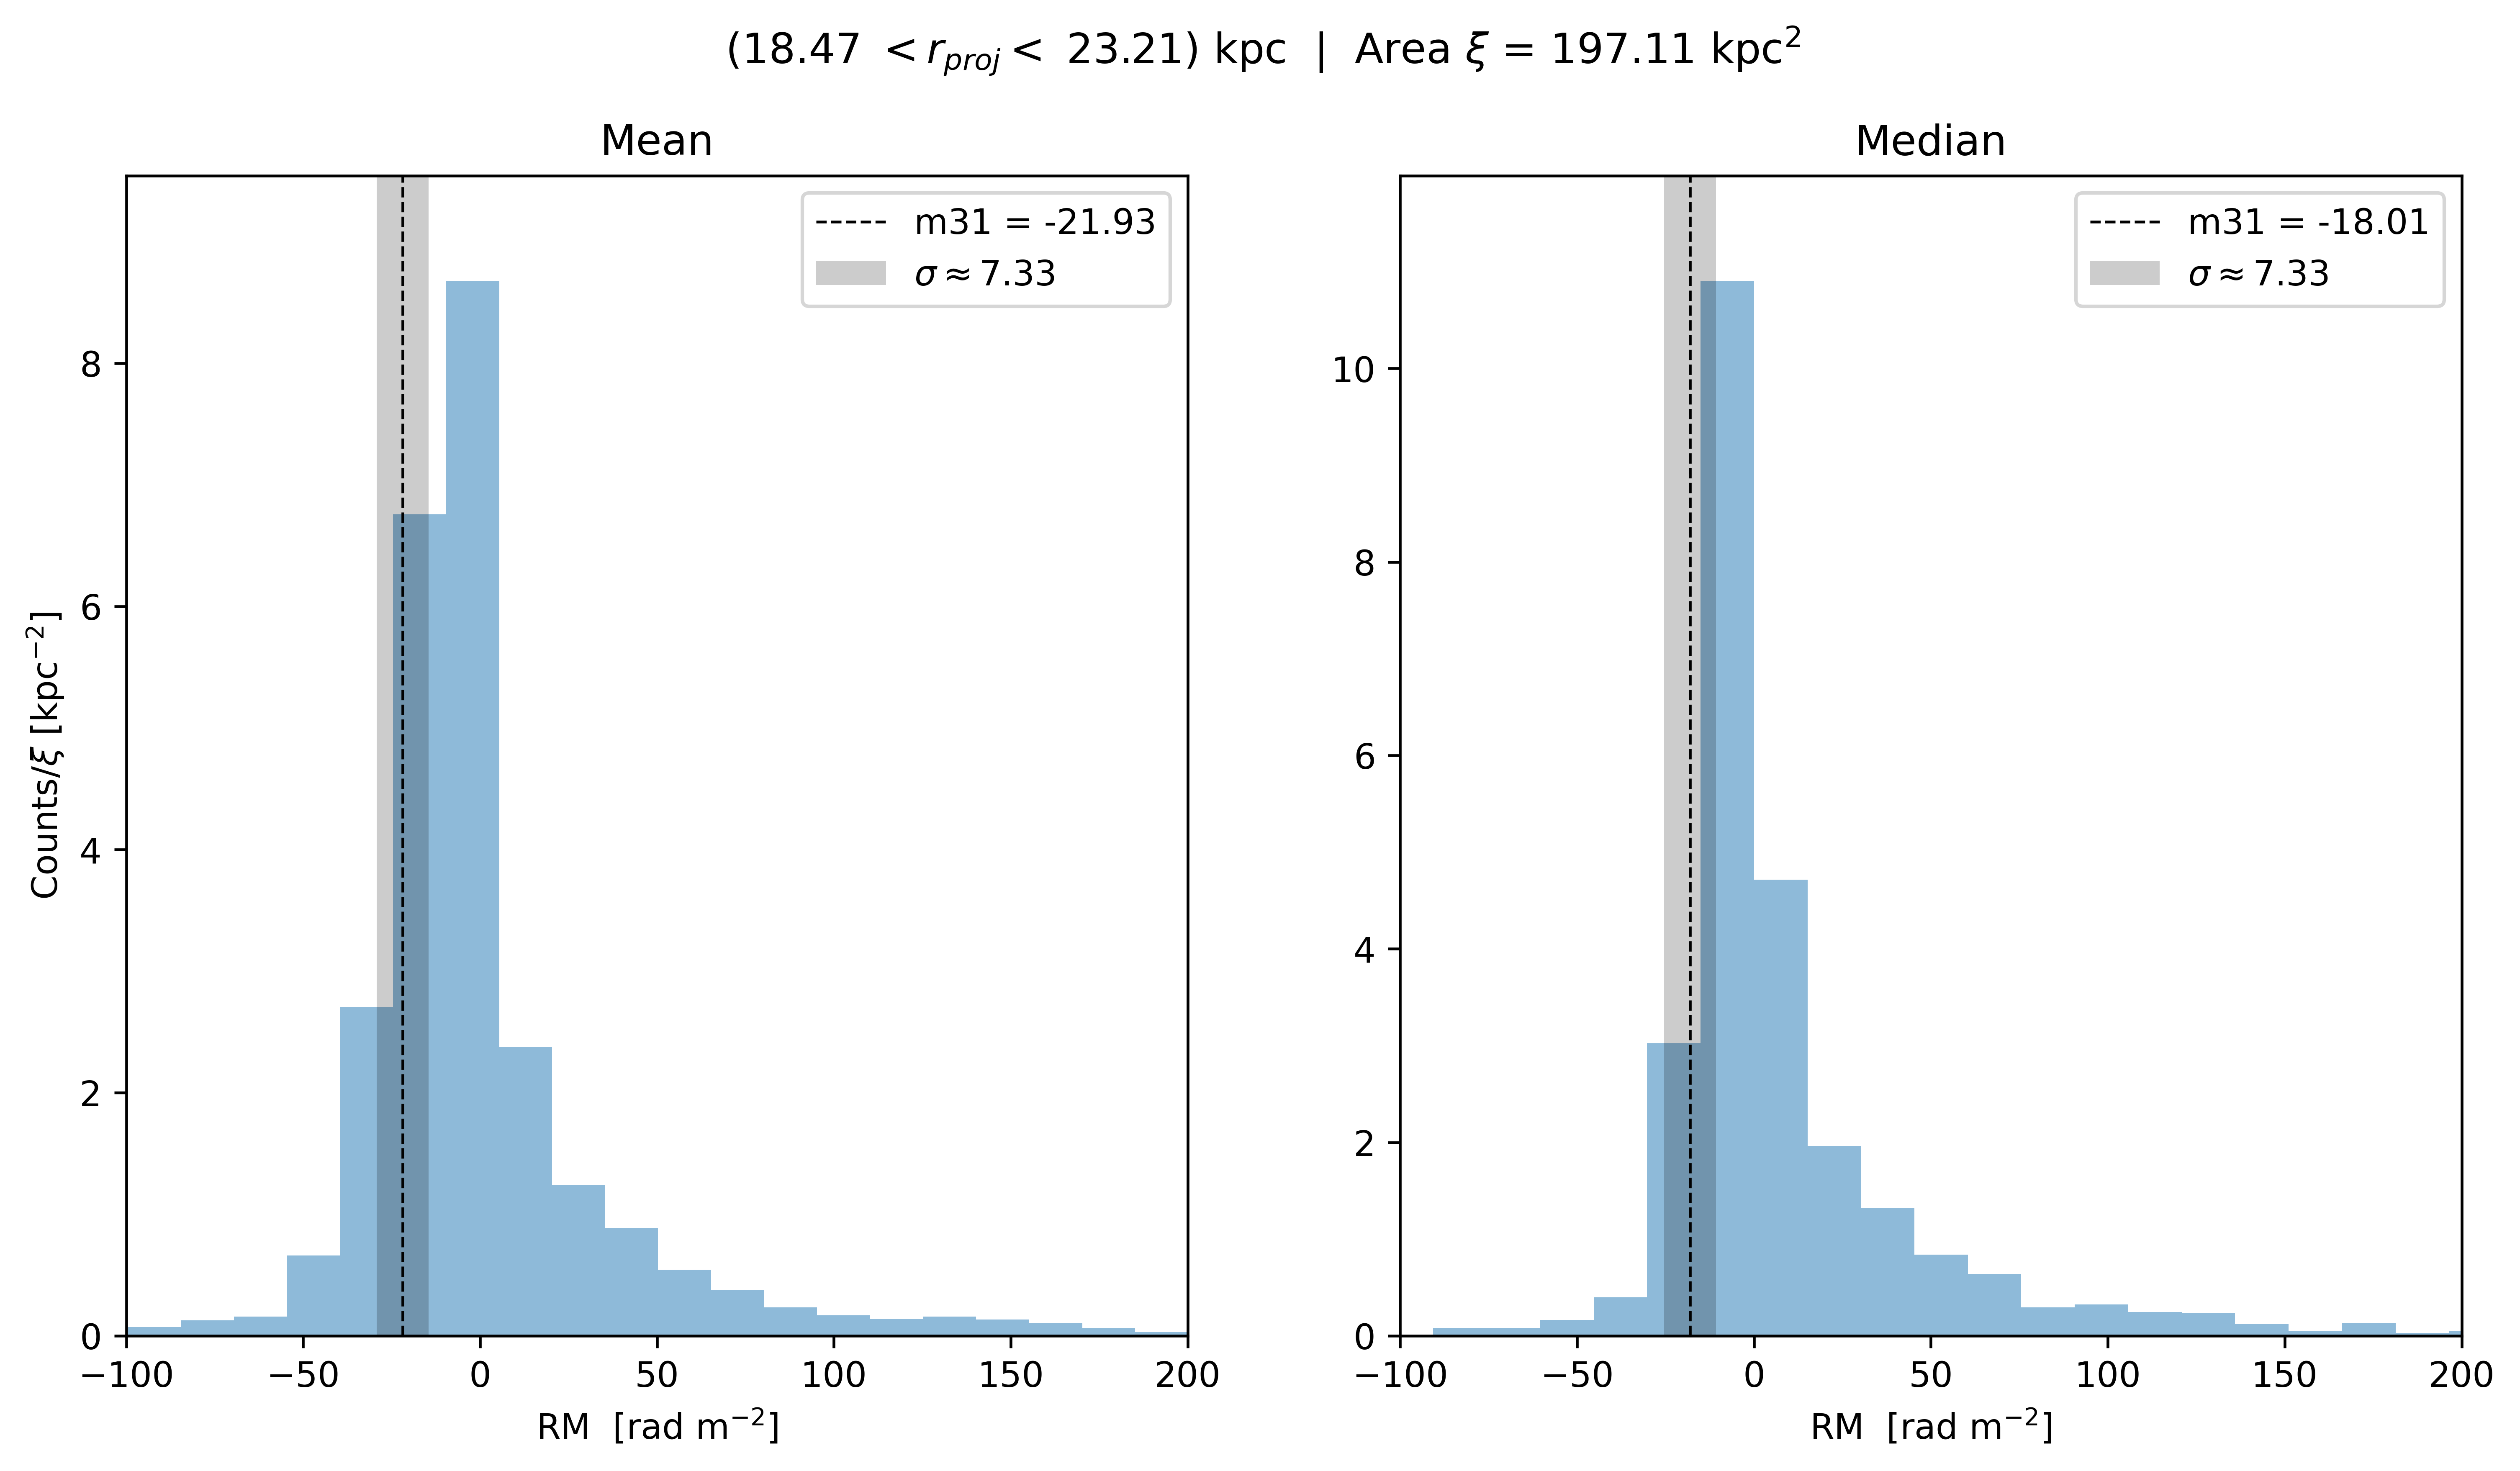 (18.47 < r_proj < 23.21) kpc | Area ξ = 197.11 kpc²
Mean
m31 = -21.93
σ ≈ 7.33
8
6
4
2
0
Counts/ξ [kpc⁻²]
−100 −50 0 50 100 150 200
RM [rad m⁻²]
Median
m31 = -18.01
σ ≈ 7.33
10
8
6
4
2
0
−100 −50 0 50 100 150 200
RM [rad m⁻²]